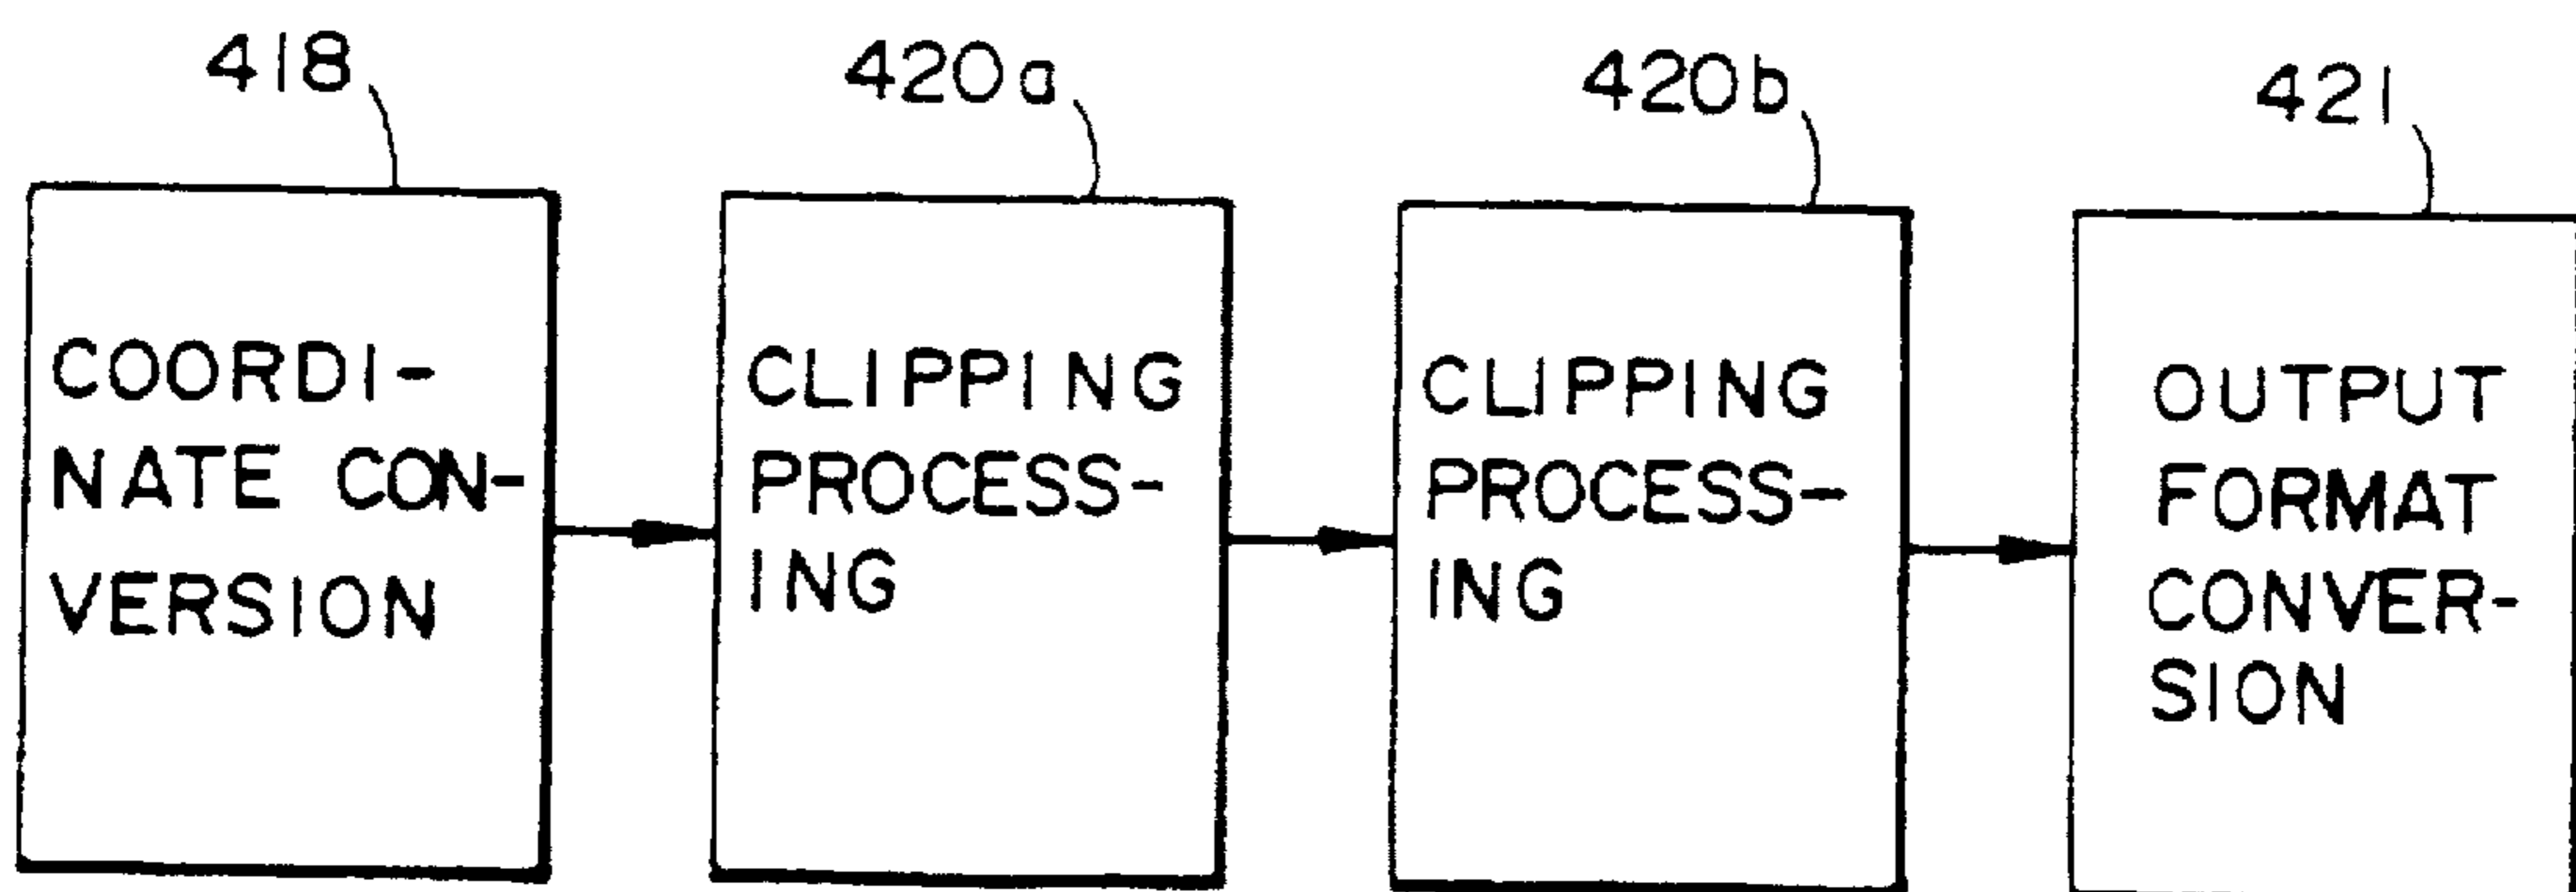 418
420a
420b
421
COORDI-
NATE CON-
VERSION
CLIPPING
PROCESS-
ING
CLIPPING
PROCESS-
ING
OUTPUT
FORMAT
CONVER-
SION